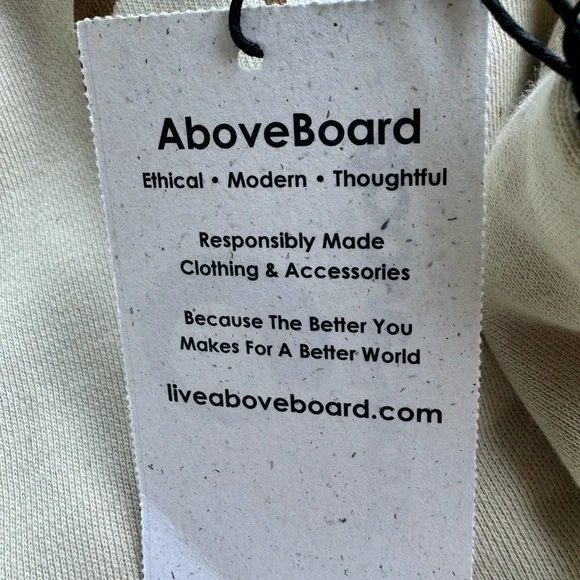 AboveBoard
Ethical • Modern • Thoughtful
Responsibly Made
Clothing & Accessories
Because The Better You
Makes For A Better World
liveaboveboard.com